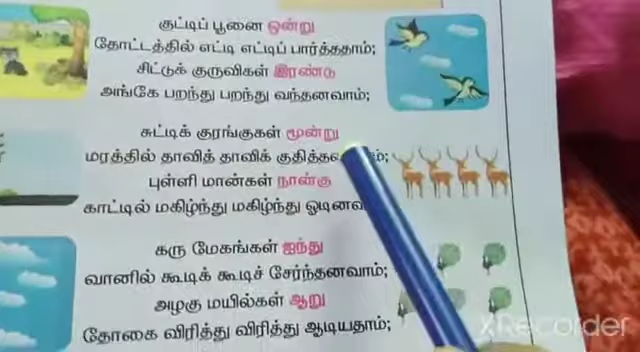 குட்டிப் பூனை ஒன்று
தோட்டத்தில் எட்டி எட்டிப் பார்த்ததாம்;
சிட்டுக் குருவிகள் இரண்டு
அங்கே பறந்து பறந்து வந்தனவாம்;
சுட்டிக் குரங்குகள் மூன்று
மரத்தில் தாவித் தாவிக்
புள்ளி மான்கள் நான்கு
காட்டில் மகிழ்ந்து மகிழ்ந்து
கரு மேகங்கள் ஐந்து
வானில் கூடிக் கூடிச் சேர்ந்தனவாம்;
அழகு மயில்கள் ஆறு
தோகை விரித்து விரித்து ஆடியதாம்;
XRecorder